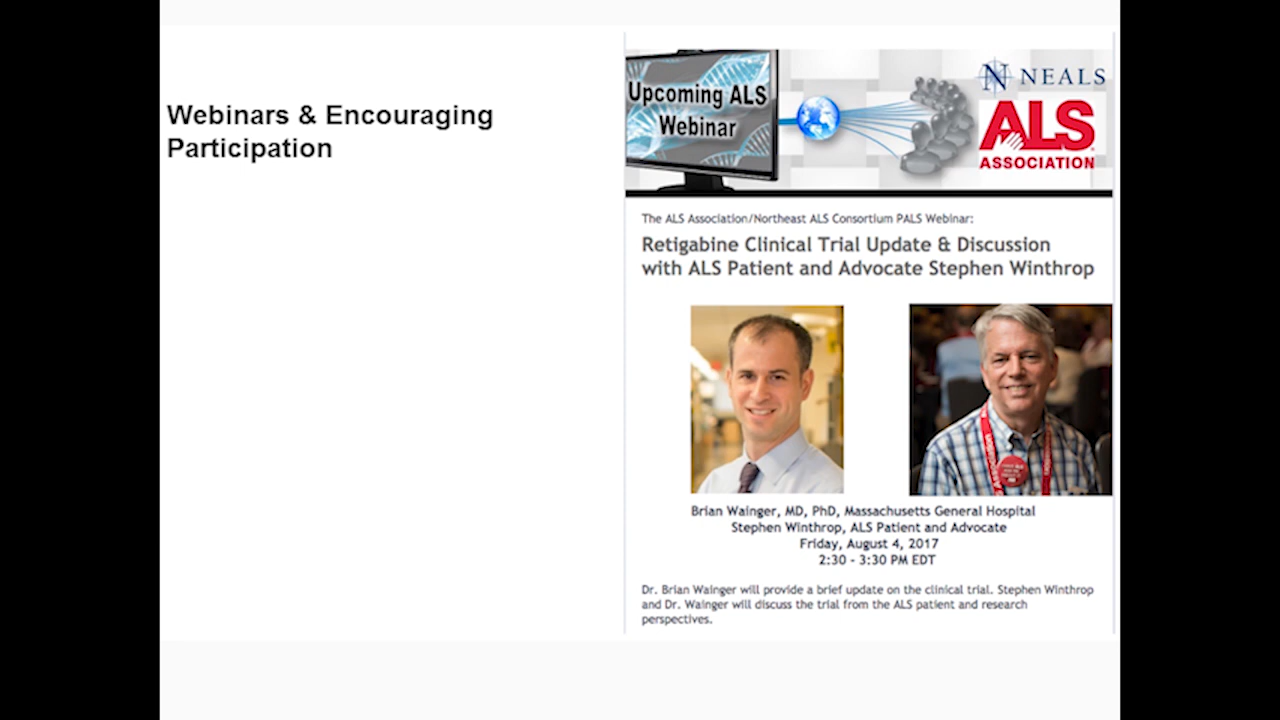 Webinars & Encouraging
Participation
Upcoming ALS
Webinar
NEALS
ALS
ASSOCIATION
The ALS Association/Northeast ALS Consortium PALS Webinar:
Retigabine Clinical Trial Update & Discussion
with ALS Patient and Advocate Stephen Winthrop
Brian Wainger, MD, PhD, Massachusetts General Hospital
Stephen Winthrop, ALS Patient and Advocate
Friday, August 4, 2017
2:30 - 3:30 PM EDT
Dr. Brian Wainger will provide a brief update on the clinical trial. Stephen Winthrop
and Dr. Wainger will discuss the trial from the ALS patient and research
perspectives.